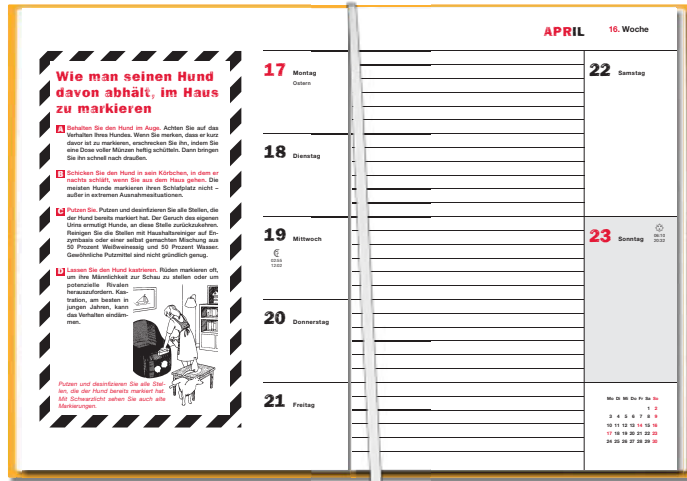 Wie man seinen Hund
davon abhält, im Haus
zu markieren
A Behalten Sie den Hund im Auge. Achten Sie auf das
Verhalten Ihres Hundes. Wenn Sie merken, dass er kurz
davor ist zu markieren, erschrecken Sie ihn, indem Sie
eine Dose voller Münzen heftig schütteln. Dann bringen
Sie ihn schnell nach draußen.
B Schicken Sie den Hund in sein Körbchen, in dem er
nachts schläft, wenn Sie aus dem Haus gehen. Die
meisten Hunde markieren ihren Schlafplatz nicht –
außer in extremen Ausnahmesituationen.
C Putzen Sie. Putzen und desinfizieren Sie alle Stellen, die
der Hund bereits markiert hat. Der Geruch des eigenen
Urins ermutigt Hunde, an diese Stelle zurückzukehren.
Reinigen Sie die Stellen mit Haushaltsreiniger auf En-
zymbasis oder einer selbst gemachten Mischung aus
50 Prozent Weißweinessig und 50 Prozent Wasser.
Gewöhnliche Putzmittel sind nicht gründlich genug.
D Lassen Sie den Hund kastrieren. Rüden markieren oft,
um ihre Männlichkeit zur Schau zu stellen oder um
potenzielle Rivalen
herauszufordern. Kas-
tration, am besten in
jungen Jahren, kann
das Verhalten eindäm-
men.
Putzen und desinfizieren Sie alle Stel-
len, die der Hund bereits markiert hat.
Mit Schwarzlicht sehen Sie auch alte
Markierungen.
17 Montag
Ostern
18 Dienstag
19 Mittwoch
02:56
12:02
20 Donnerstag
21 Freitag
APRIL 16. Woche
22 Samstag
23 Sonntag
06:13
20:32
Mo Di Mi Do Fr Sa So
1 2
3 4 5 6 7 8 9
10 11 12 13 14 15 16
17 18 19 20 21 22 23
24 25 26 27 28 29 30